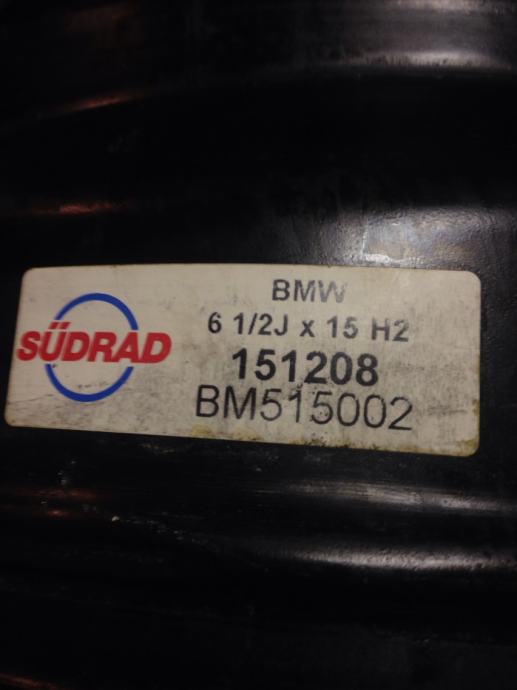 SÜDRAD
BMW
6 1/2J x 15 H2
151208
BM515002